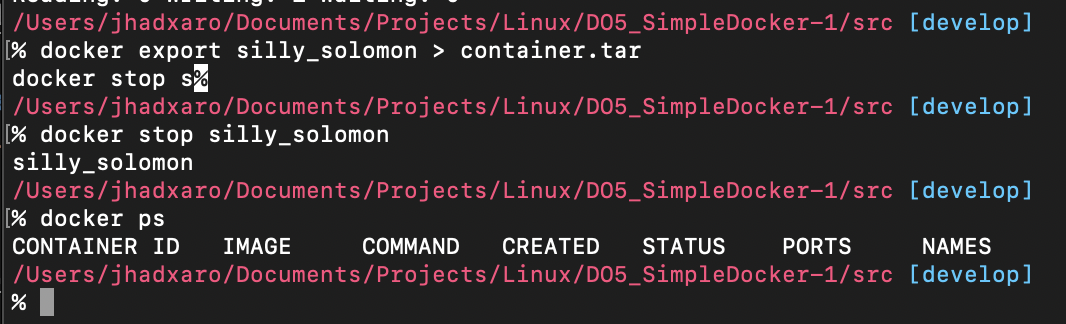 /Users/jhadxaro/Documents/Projects/Linux/DO5_SimpleDocker-1/src [develop]
[% docker export silly_solomon > container.tar
docker stop s%
/Users/jhadxaro/Documents/Projects/Linux/DO5_SimpleDocker-1/src [develop]
[% docker stop silly_solomon
silly_solomon
/Users/jhadxaro/Documents/Projects/Linux/DO5_SimpleDocker-1/src [develop]
[% docker ps
CONTAINER ID   IMAGE     COMMAND   CREATED   STATUS    PORTS     NAMES
/Users/jhadxaro/Documents/Projects/Linux/DO5_SimpleDocker-1/src [develop]
%